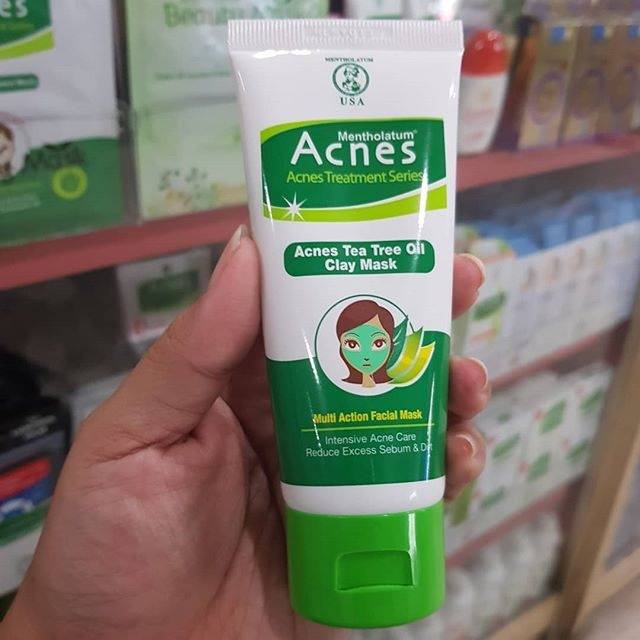 MENTHOLATUM
USA
Mentholatum
Acnes
Acnes Treatment Series
Acnes Tea Tree Oil
Clay Mask
Multi Action Facial Mask
Intensive Acne Care
Reduce Excess Sebum & Dirt